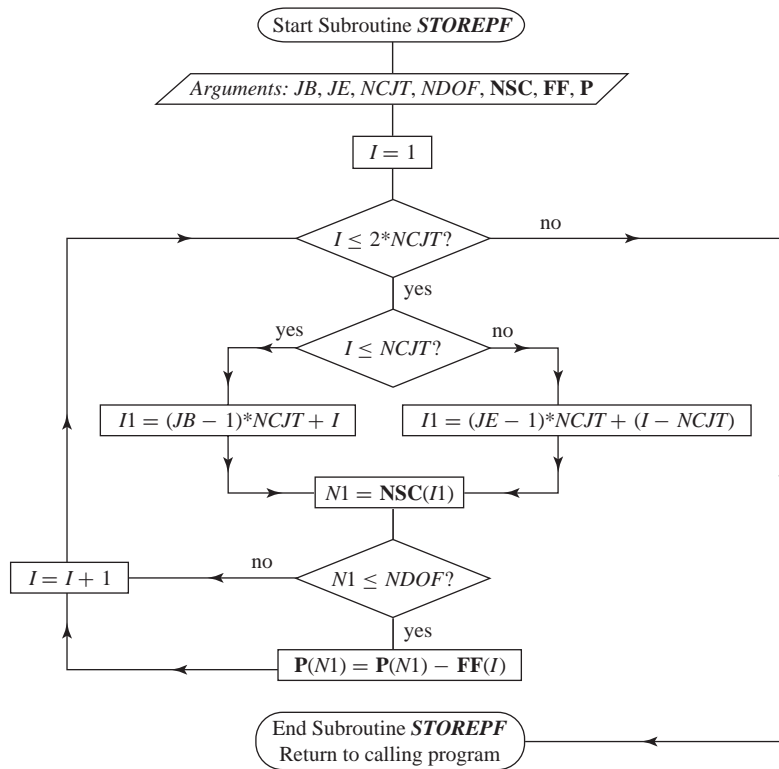 Start Subroutine STOREPF
Arguments: JB, JE, NCJT, NDOF, NSC, FF, P
I = 1
I ≤ 2*NCJT?
no
yes
yes
I ≤ NCJT?
no
I1 = (JB − 1)*NCJT + I
I1 = (JE − 1)*NCJT + (I − NCJT)
N1 = NSC(I1)
I = I + 1
no
N1 ≤ NDOF?
yes
P(N1) = P(N1) − FF(I)
End Subroutine STOREPF
Return to calling program